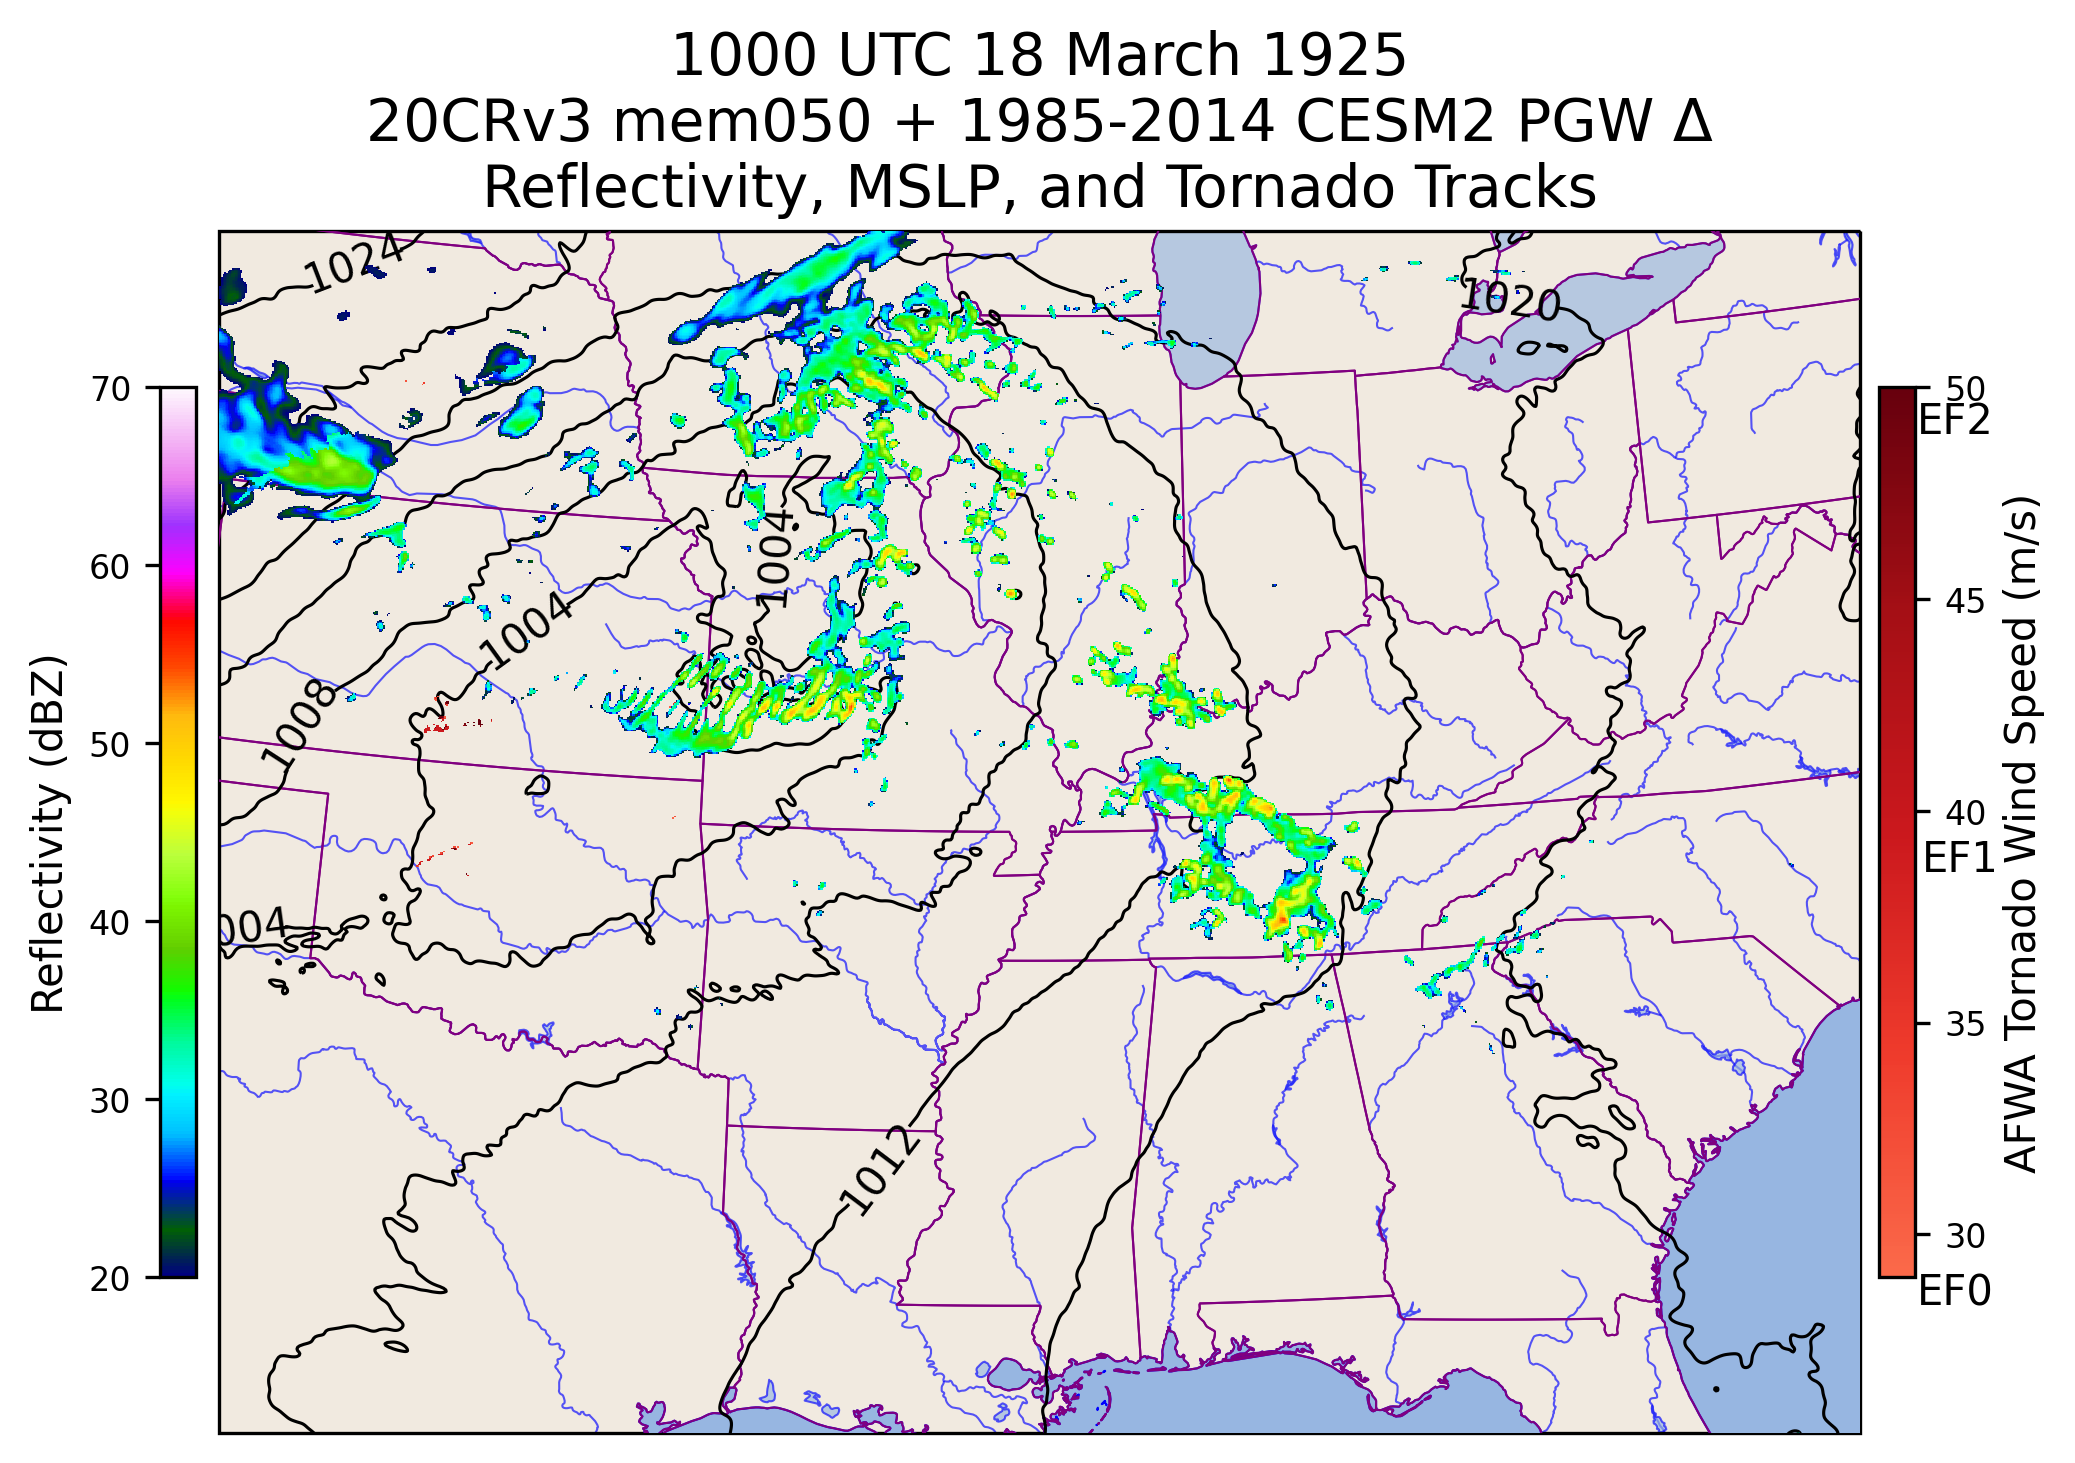 1000 UTC 18 March 1925
20CRv3 mem050 + 1985-2014 CESM2 PGW Δ
Reflectivity, MSLP, and Tornado Tracks
1024
1020
1004
1004
1008
004
1012
70
60
50
40
30
20
Reflectivity (dBZ)
50
EF2
45
40
EF1
35
30
EF0
AFWA Tornado Wind Speed (m/s)